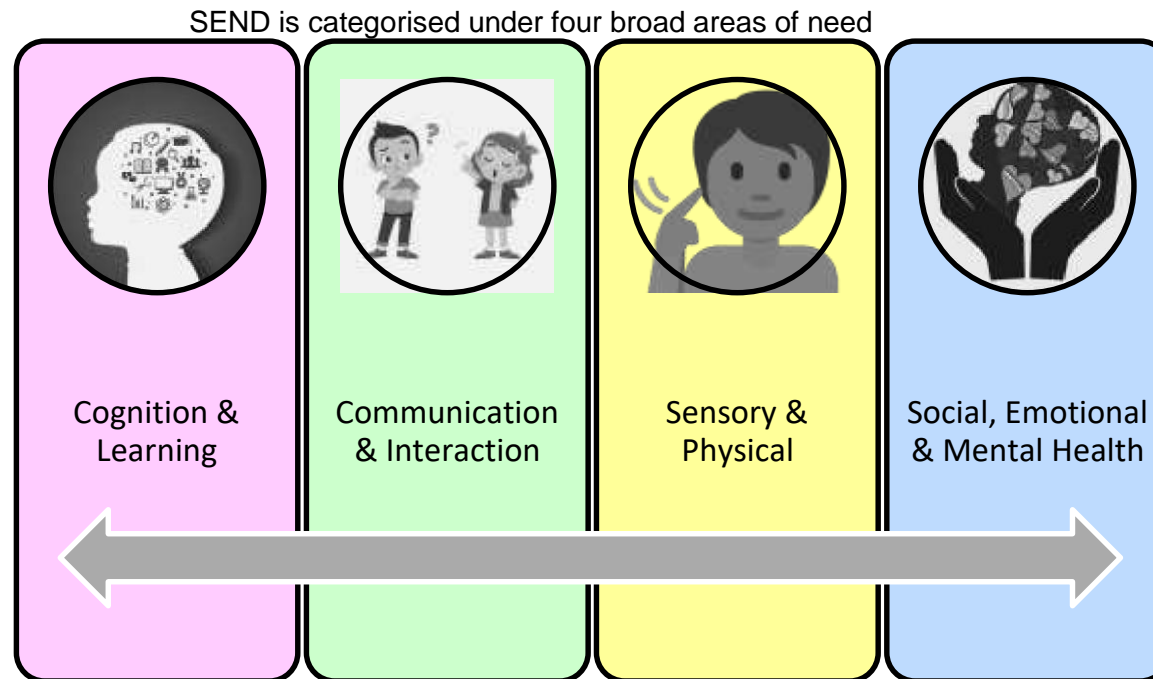 SEND is categorised under four broad areas of need
?
Cognition &
Learning
Communication
& Interaction
Sensory &
Physical
Social, Emotional
& Mental Health